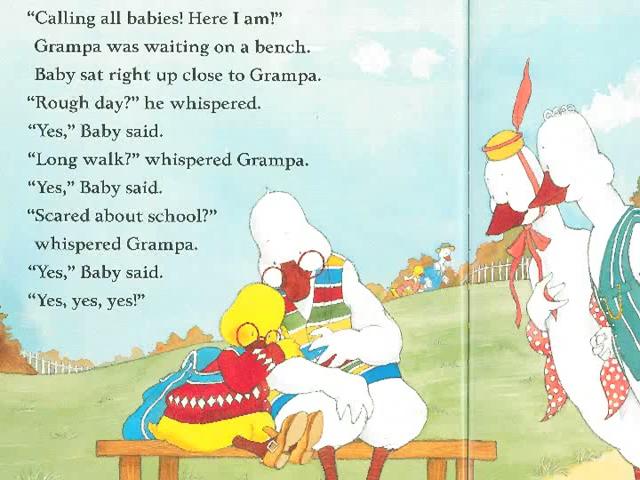 “Calling all babies! Here I am!”
Grampa was waiting on a bench.
Baby sat right up close to Grampa.
“Rough day?” he whispered.
“Yes,” Baby said.
“Long walk?” whispered Grampa.
“Yes,” Baby said.
“Scared about school?”
whispered Grampa.
“Yes,” Baby said.
“Yes, yes, yes!”